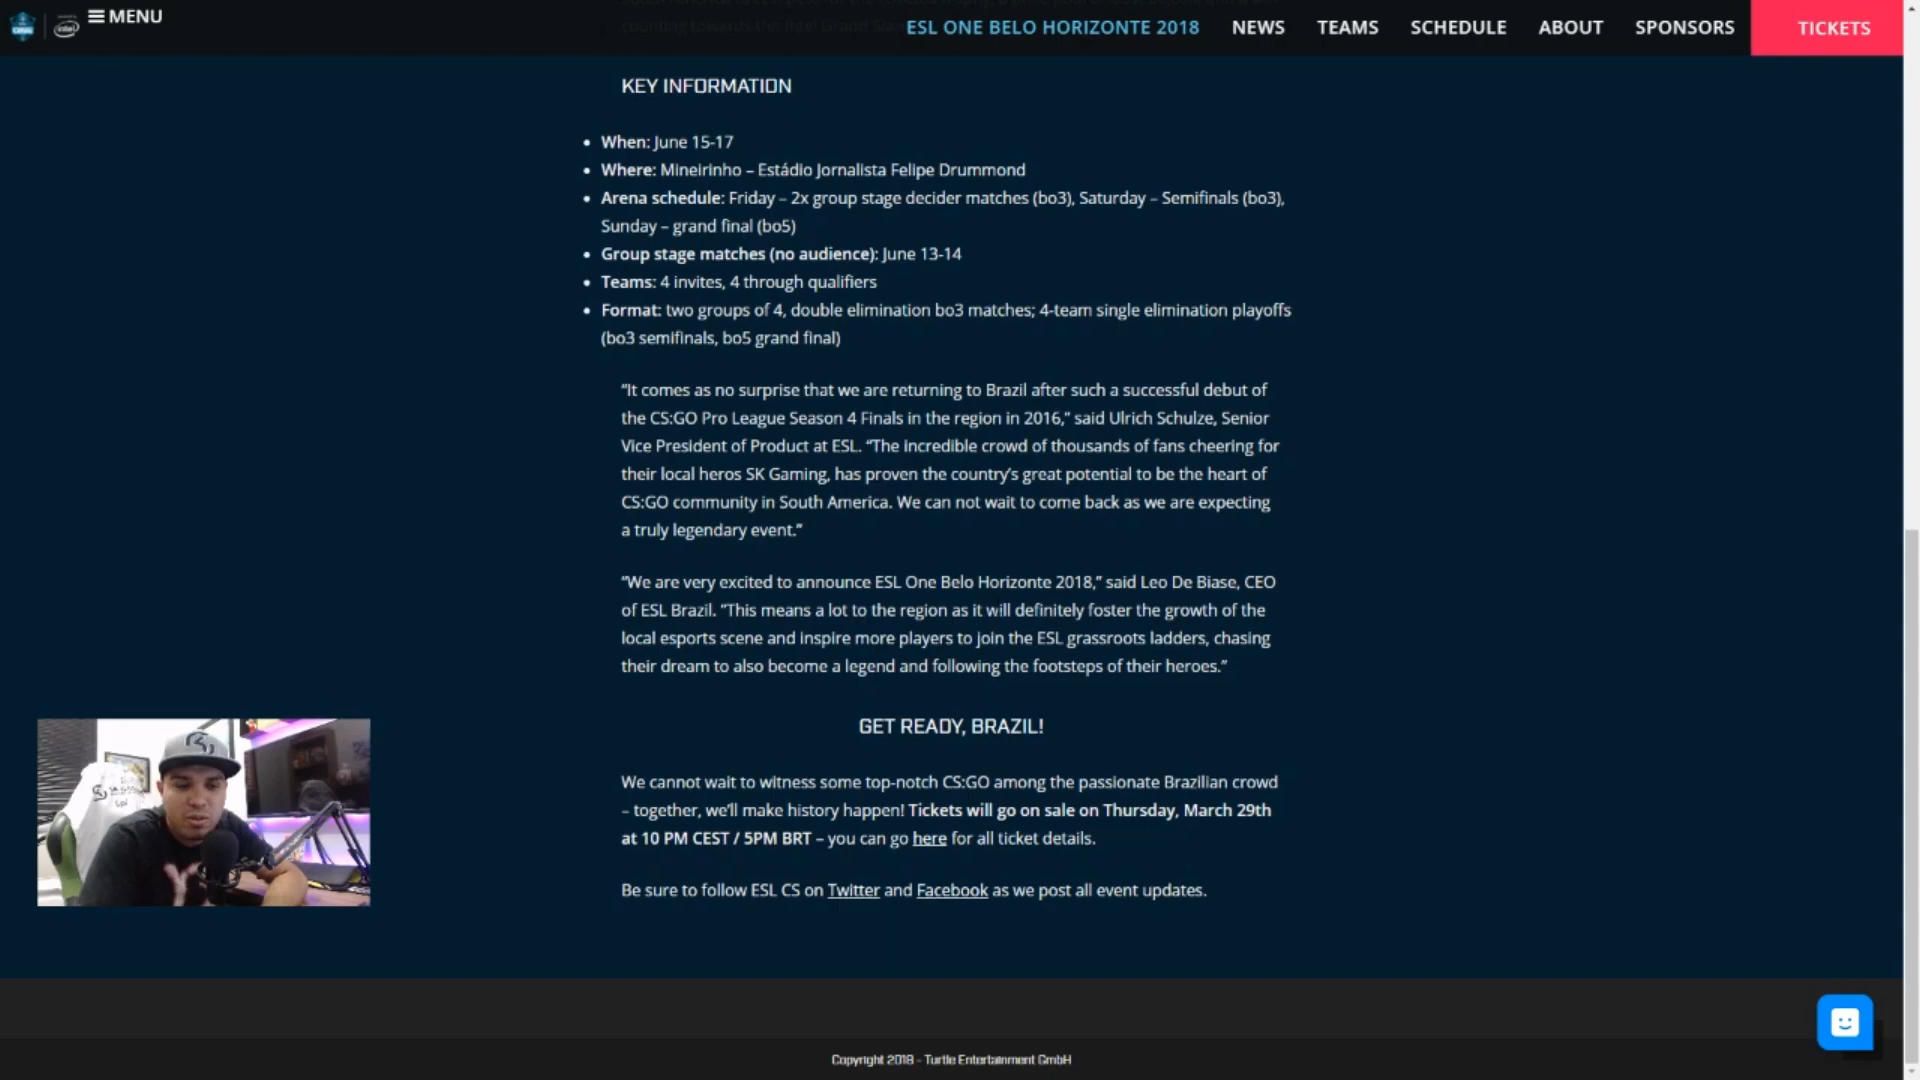 MENU
ESL ONE BELO HORIZONTE 2018
NEWS
TEAMS
SCHEDULE
ABOUT
SPONSORS
TICKETS
KEY INFORMATION
• When: June 15-17
• Where: Mineirinho – Estádio Jornalista Felipe Drummond
• Arena schedule: Friday – 2x group stage decider matches (bo3), Saturday – Semifinals (bo3),
Sunday – grand final (bo5)
• Group stage matches (no audience): June 13-14
• Teams: 4 invites, 4 through qualifiers
• Format: two groups of 4, double elimination bo3 matches; 4-team single elimination playoffs
(bo3 semifinals, bo5 grand final)
“It comes as no surprise that we are returning to Brazil after such a successful debut of
the CS:GO Pro League Season 4 Finals in the region in 2016,” said Ulrich Schulze, Senior
Vice President of Product at ESL. “The incredible crowd of thousands of fans cheering for
their local heros SK Gaming, has proven the country’s great potential to be the heart of
CS:GO community in South America. We can not wait to come back as we are expecting
a truly legendary event.”
“We are very excited to announce ESL One Belo Horizonte 2018,” said Leo De Biase, CEO
of ESL Brazil. “This means a lot to the region as it will definitely foster the growth of the
local esports scene and inspire more players to join the ESL grassroots ladders, chasing
their dream to also become a legend and following the footsteps of their heroes.”
GET READY, BRAZIL!
We cannot wait to witness some top-notch CS:GO among the passionate Brazilian crowd
– together, we’ll make history happen! Tickets will go on sale on Thursday, March 29th
at 10 PM CEST / 5PM BRT – you can go here for all ticket details.
Be sure to follow ESL CS on Twitter and Facebook as we post all event updates.
Copyright 2018 - Turtle Entertainment GmbH